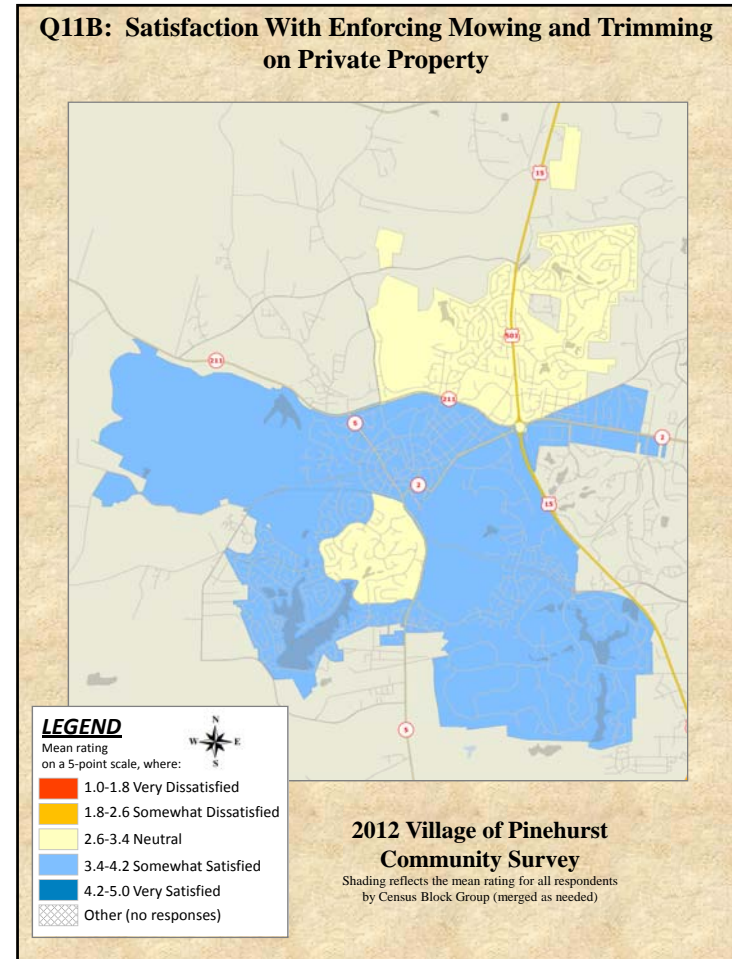 Q11B: Satisfaction With Enforcing Mowing and Trimming
on Private Property
15
501
211
211
5
2
2
15
5
LEGEND
Mean rating
on a 5-point scale, where:
N
W E
S
1.0-1.8 Very Dissatisfied
1.8-2.6 Somewhat Dissatisfied
2.6-3.4 Neutral
3.4-4.2 Somewhat Satisfied
4.2-5.0 Very Satisfied
Other (no responses)
2012 Village of Pinehurst
Community Survey
Shading reflects the mean rating for all respondents
by Census Block Group (merged as needed)